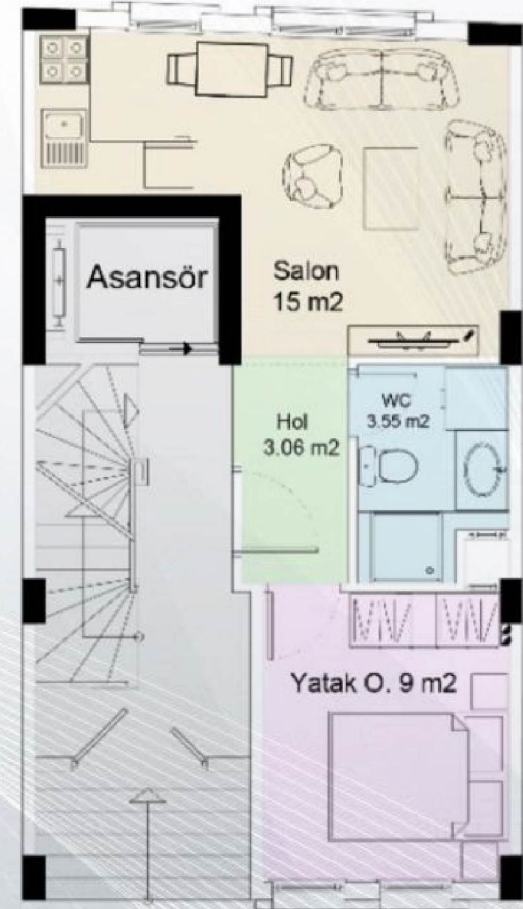 Asansör
Salon
15 m2
Hol
3.06 m2
WC
3.55 m2
Yatak O. 9 m2